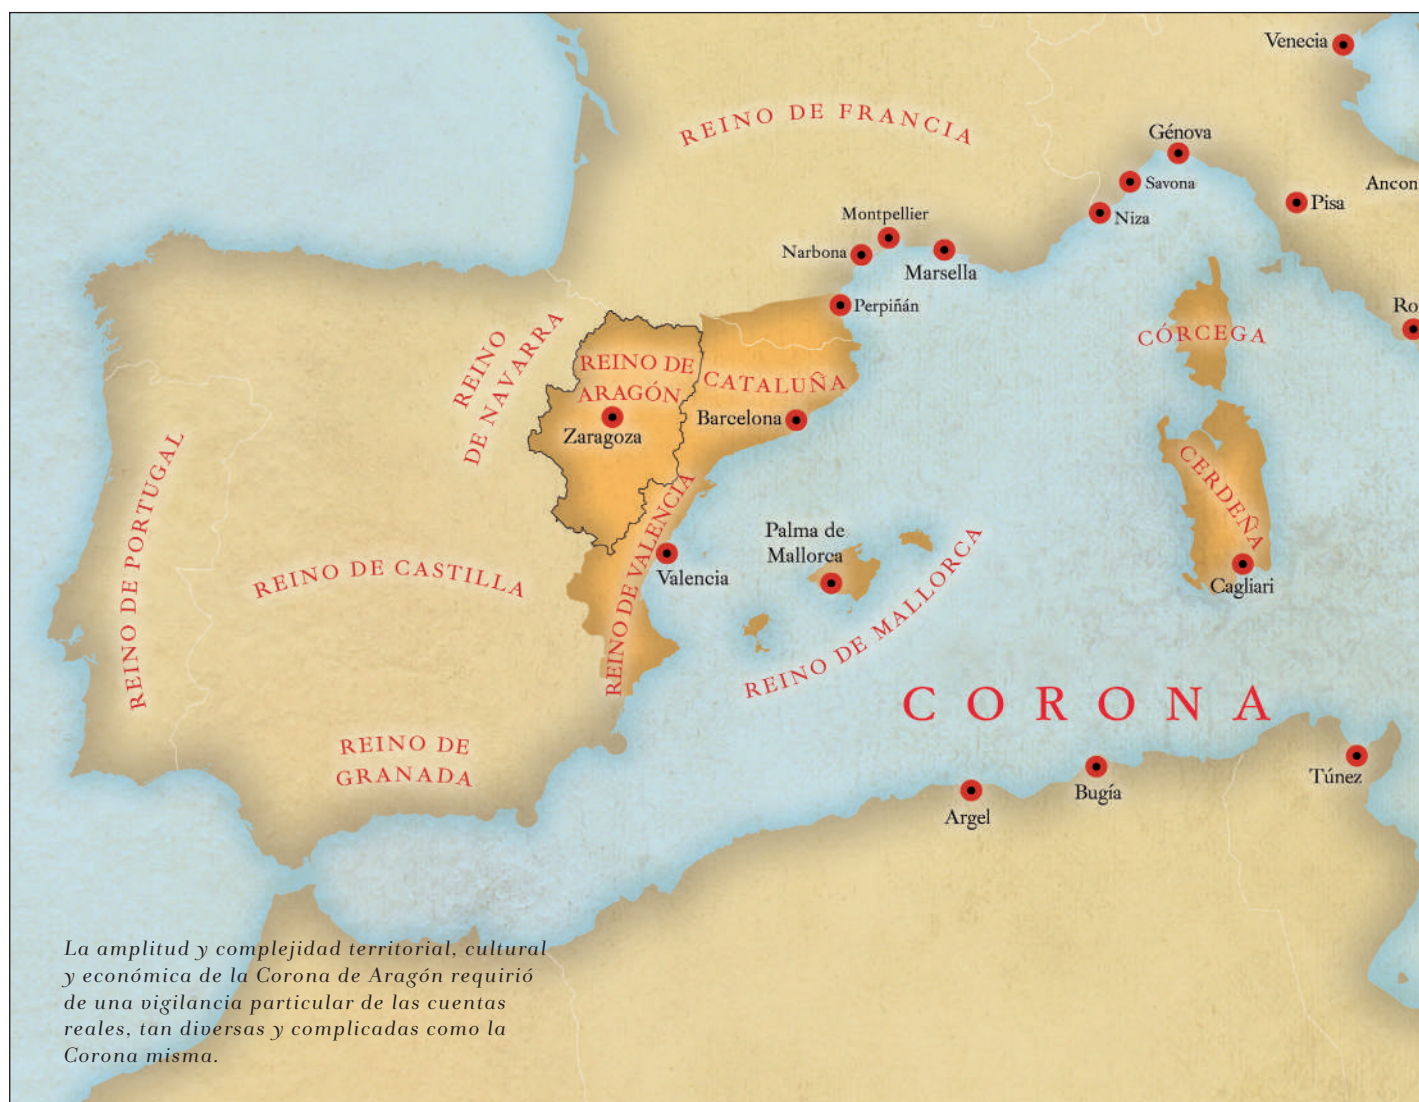 Venecia
REINO DE FRANCIA
Génova
Savona
Ancon
Pisa
Niza
Montpellier
Narbona
Marsella
Perpiñán
Ro
CÓRCEGA
REINO
DE NAVARRA
REINO DE
ARAGÓN
CATALUÑA
Barcelona
Zaragoza
REINO DE PORTUGAL
CERDEÑA
REINO DE VALENCIA
Palma de
Mallorca
Valencia
REINO DE CASTILLA
Cagliari
REINO DE MALLORCA
CORONA
REINO DE
GRANADA
Túnez
Bugía
Argel
La amplitud y complejidad territorial, cultural
y económica de la Corona de Aragón requirió
de una vigilancia particular de las cuentas
reales, tan diversas y complicadas como la
Corona misma.